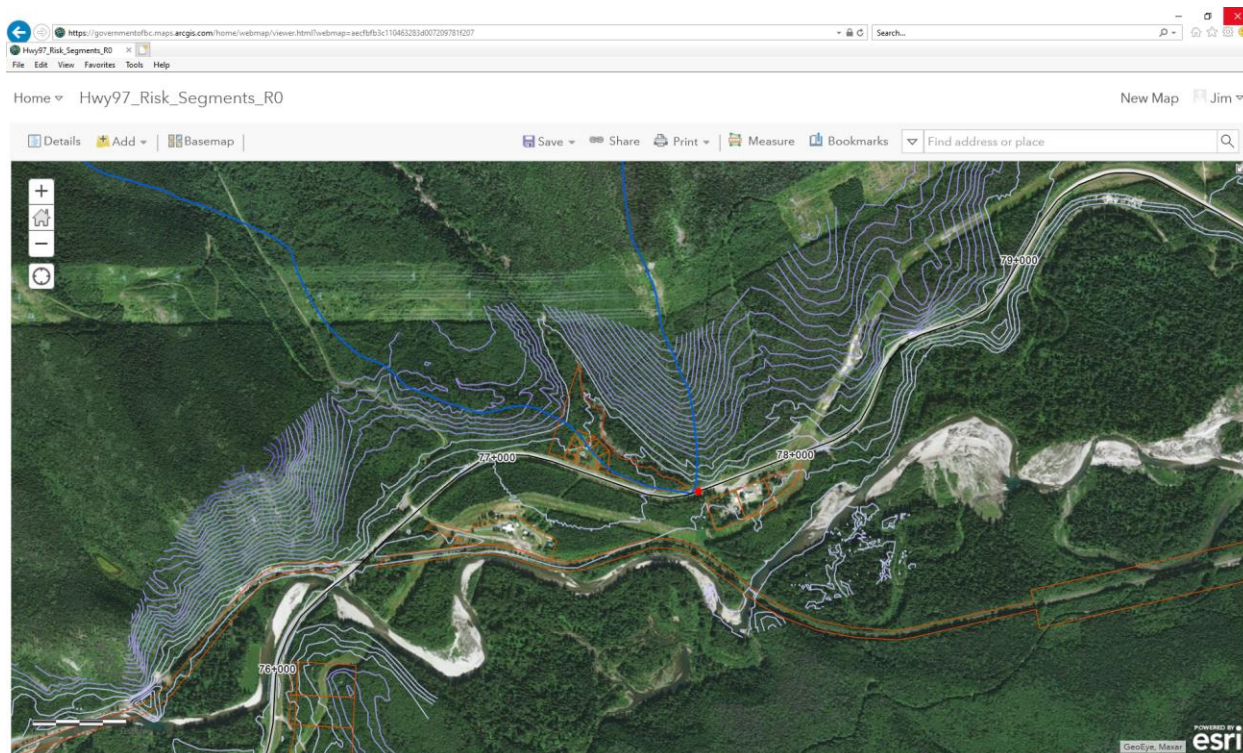 https://governmentofbc.maps.arcgis.com/home/webmap/viewer.html?webmap=aecfbfb3c110463283d007209781f207
Search...
Hwy97_Risk_Segments_R0
File Edit View Favorites Tools Help
Home Hwy97_Risk_Segments_R0 New Map Jim
Details Add Basemap Save Share Print Measure Bookmarks Find address or place
79+000
77+000
78+000
76+000
POWERED BY
esri
GeoEye, Maxar